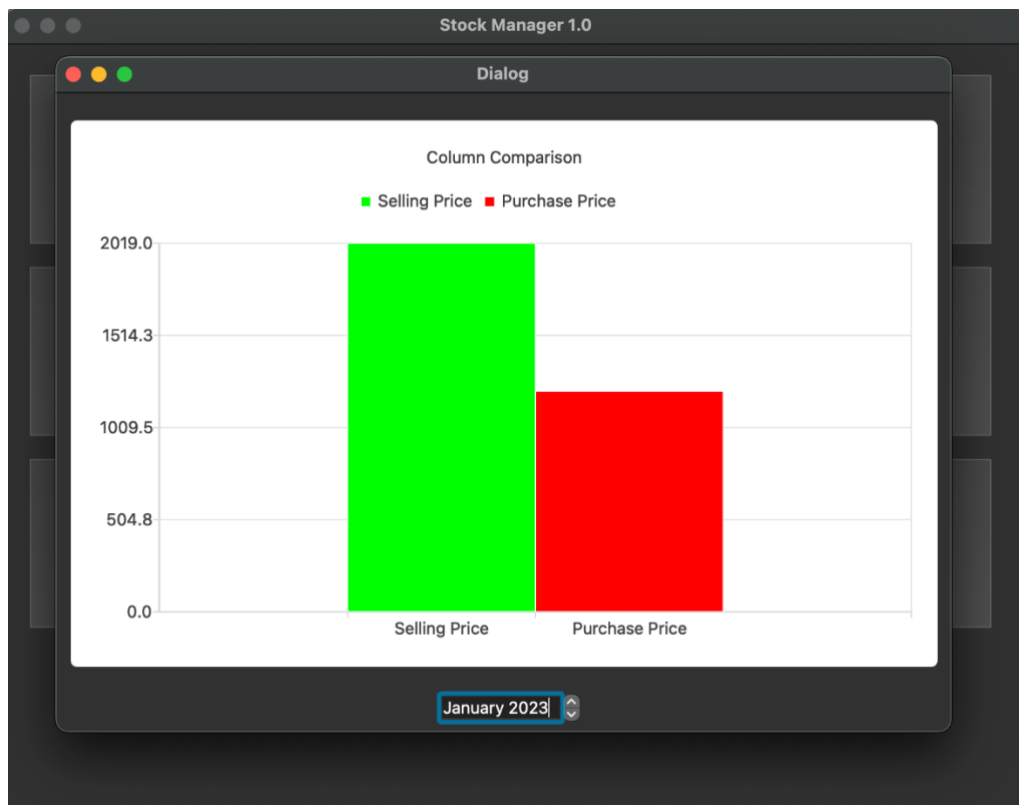 Stock Manager 1.0
Dialog
Column Comparison
Selling Price Purchase Price
2019.0
1514.3
1009.5
504.8
0.0
Selling Price Purchase Price
January 2023